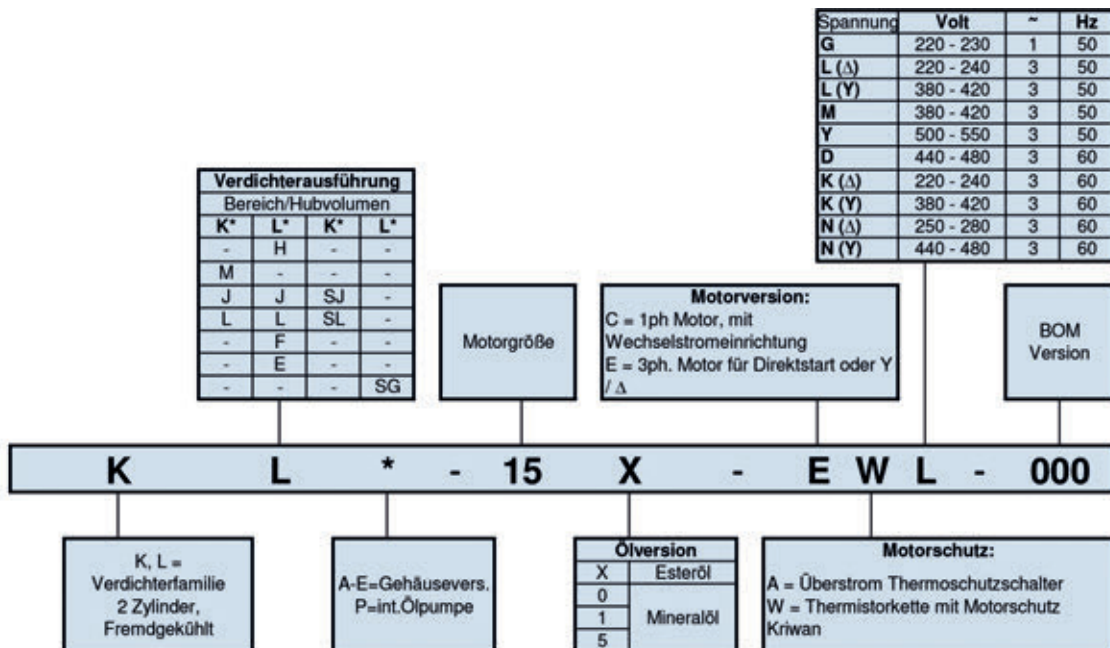 Spannung Volt ~ Hz
G 220 - 230 1 50
L (Δ) 220 - 240 3 50
L (Y) 380 - 420 3 50
M 380 - 420 3 50
Y 500 - 550 3 50
D 440 - 480 3 60
K (Δ) 220 - 240 3 60
K (Y) 380 - 420 3 60
N (Δ) 250 - 280 3 60
N (Y) 440 - 480 3 60
Verdichterausführung
Bereich/Hubvolumen
K* L* K* L*
- H - -
M - - -
J J SJ -
L L SL -
- F - -
- E - -
- - - SG
Motorgröße
Motorversion:
C = 1ph Motor, mit
Wechselstromeinrichtung
E = 3ph. Motor für Direktstart oder Y
/ Δ
BOM
Version
K L * - 15 X - E W L - 000
K, L =
Verdichterfamilie
2 Zylinder,
Fremdgekühlt
A-E=Gehäusevers.
P=int.Ölpumpe
Ölversion
X Esteröl
0
1 Mineralöl
5
Motorschutz:
A = Überstrom Thermoschutzschalter
W = Thermistorkette mit Motorschutz
Kriwan